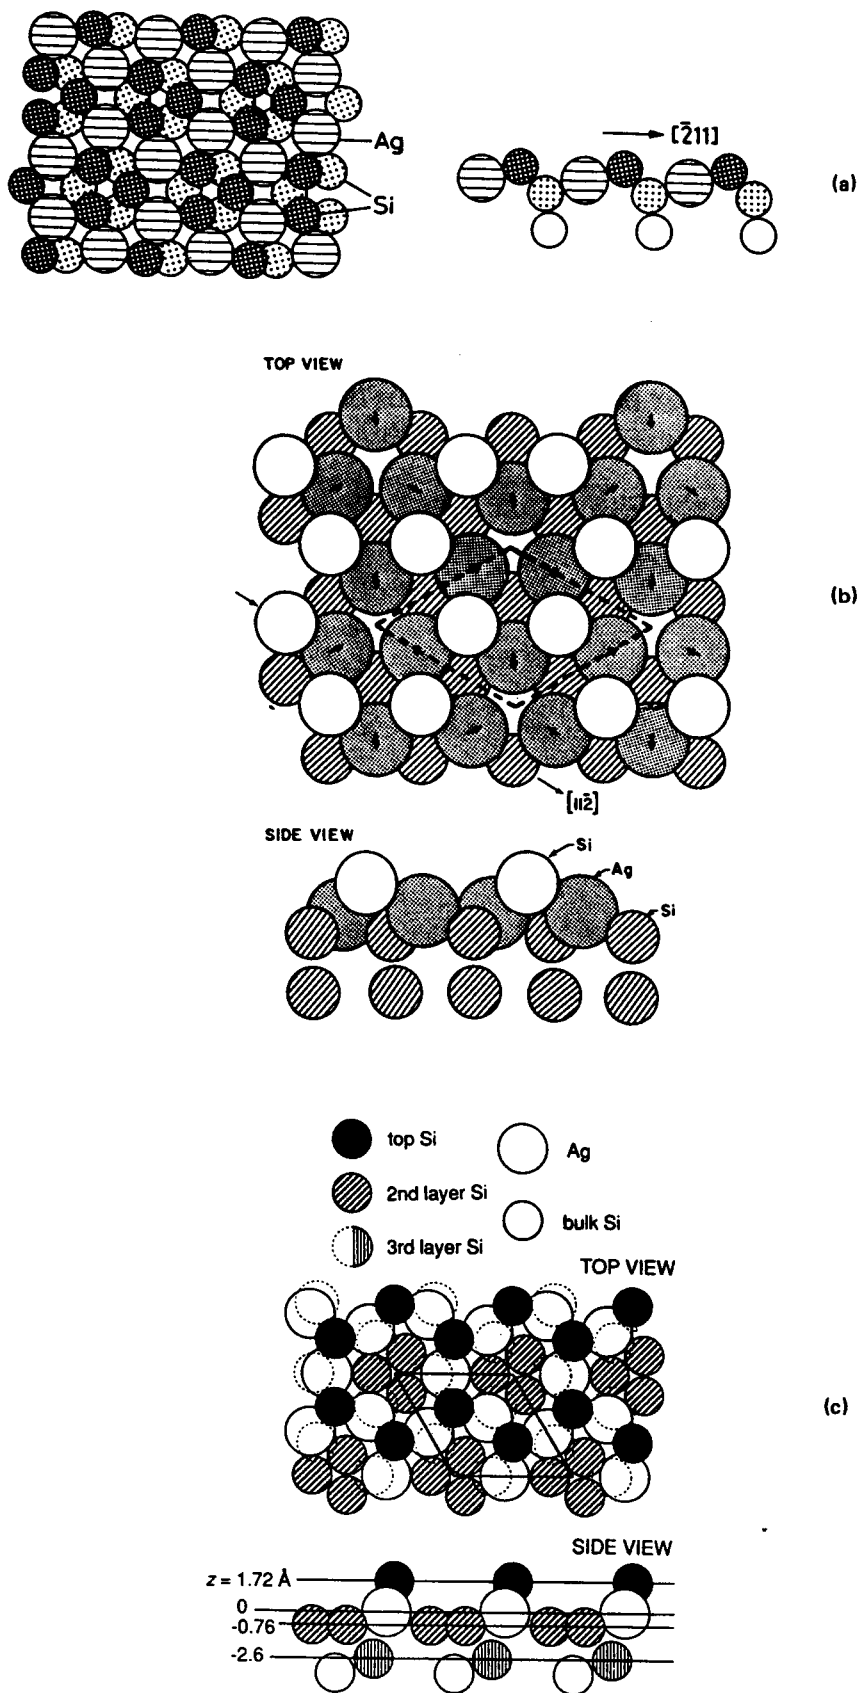 Ag
Si
[2̄11]
(a)
TOP VIEW
(b)
[112̄]
SIDE VIEW
Si
Ag
Si
top Si
Ag
2nd layer Si
bulk Si
3rd layer Si
TOP VIEW
(c)
SIDE VIEW
z = 1.72 Å
0
-0.76
-2.6